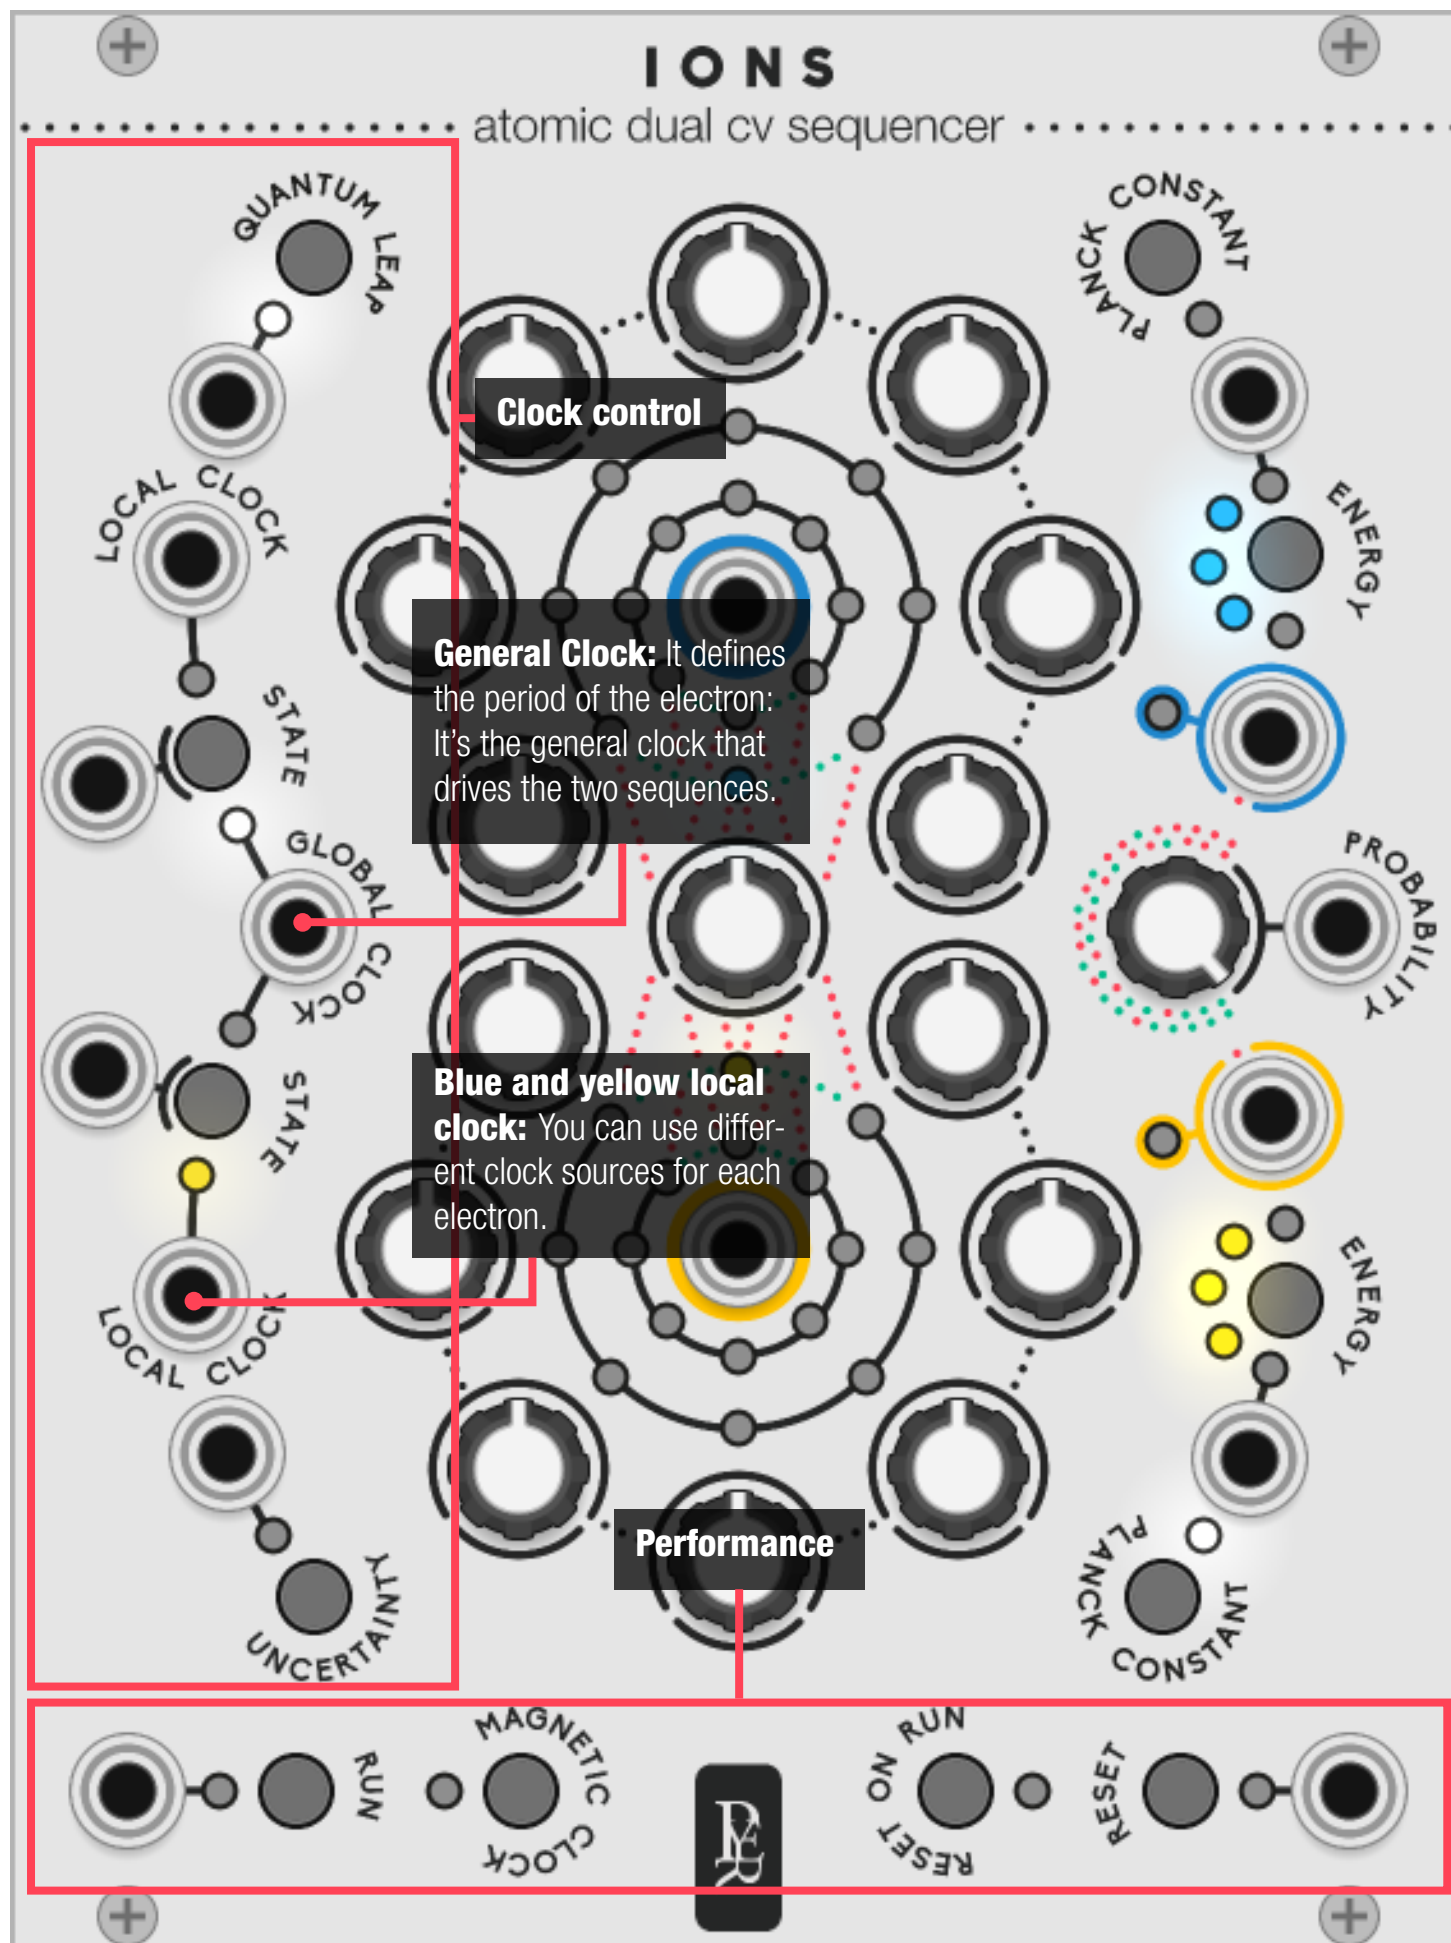 IONS
atomic dual cv sequencer
QUANTUM LEAP
PLANCK CONSTANT
Clock control
LOCAL CLOCK
ENERGY
General Clock: It defines
the period of the electron:
It's the general clock that
drives the two sequences.
STATE
GLOBAL CLOCK
PROBABILITY
STATE
Blue and yellow local
clock: You can use differ-
ent clock sources for each
electron.
ENERGY
LOCAL CLOCK
Performance
UNCERTAINTY
PLANCK CONSTANT
RUN
MAGNETIC CLOCK
RESET ON RUN
RESET